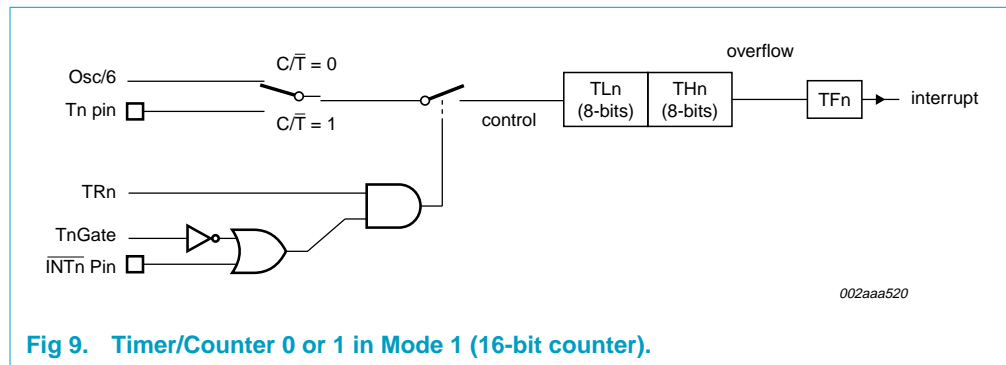 overflow
C/T̅ = 0
Osc/6
Tn pin
C/T̅ = 1
control
TLn
(8-bits)
THn
(8-bits)
TFn
interrupt
TRn
TnGate
I̅N̅T̅n̅ Pin
002aaa520
Fig 9. Timer/Counter 0 or 1 in Mode 1 (16-bit counter).